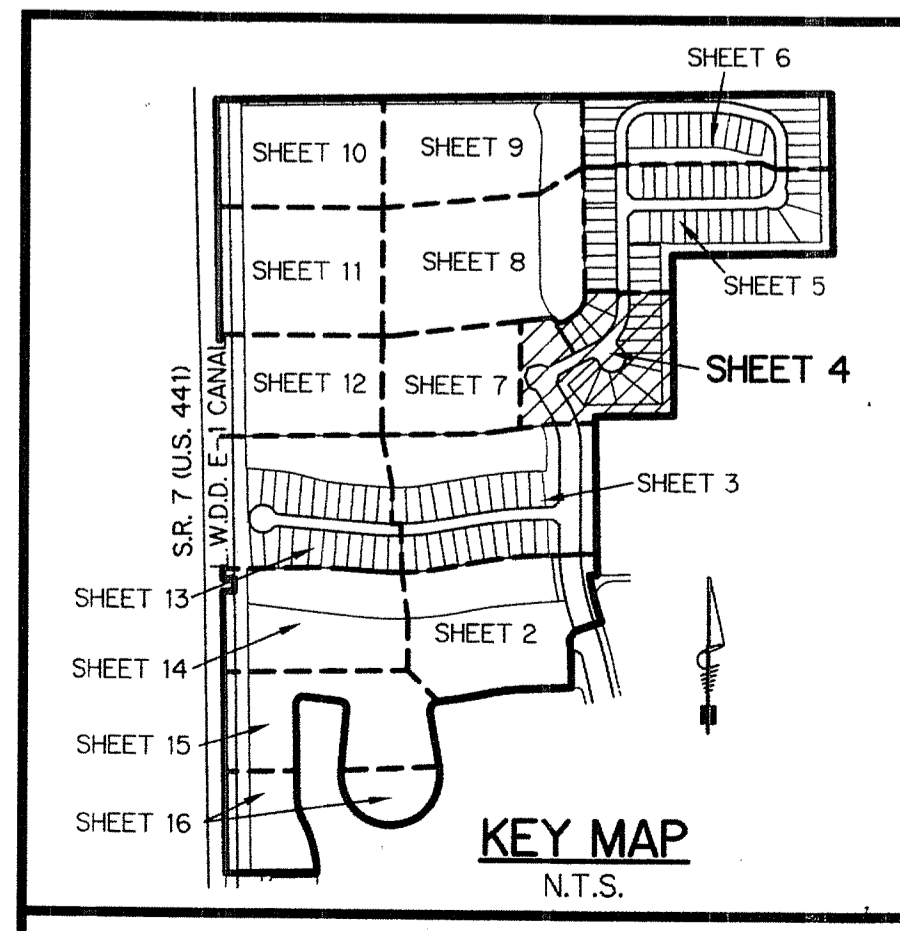 SHEET 6
SHEET 10
SHEET 9
SHEET 11
SHEET 8
SHEET 5
SHEET 12
SHEET 7
SHEET 4
S.R. 7 (U.S. 441)
L.W.D.D. E-1 CANAL
SHEET 3
SHEET 13
SHEET 2
SHEET 14
SHEET 15
SHEET 16
KEY MAP
N.T.S.